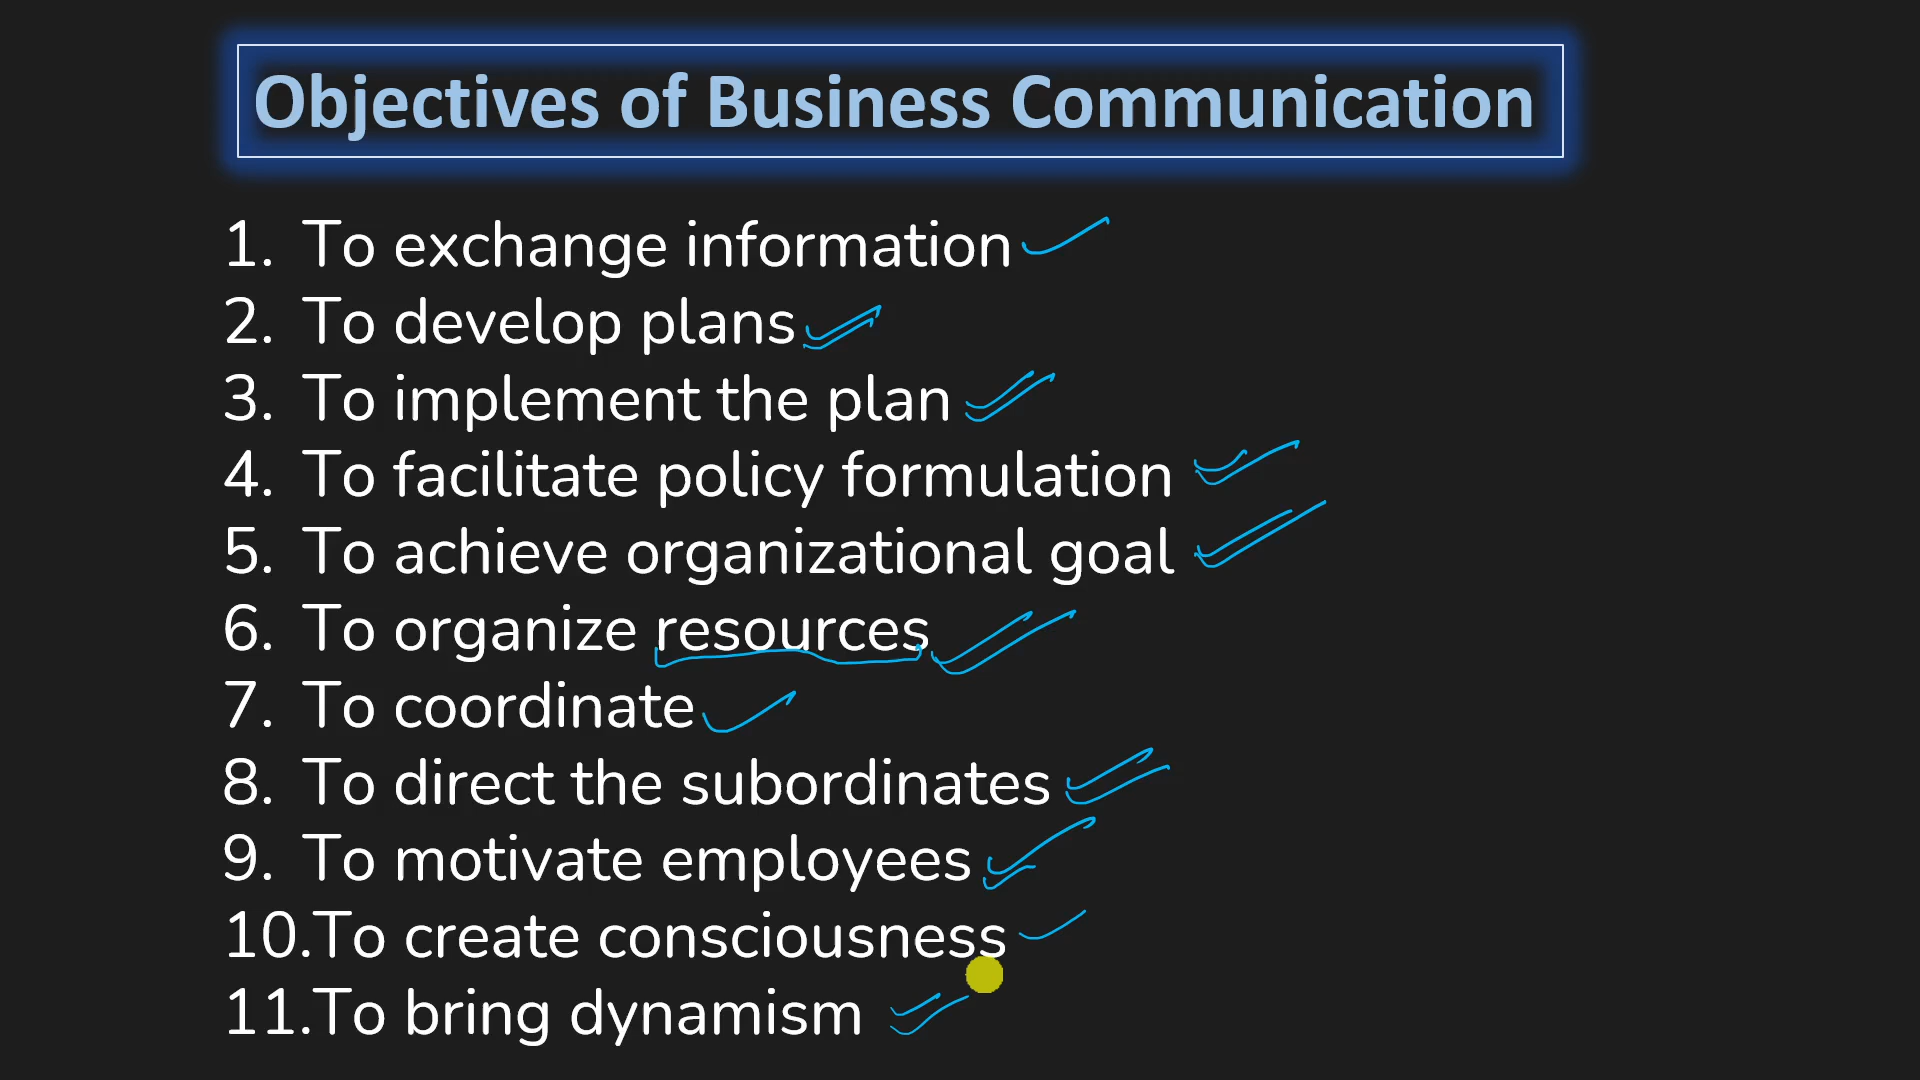 Objectives of Business Communication
1. To exchange information
2. To develop plans
3. To implement the plan
4. To facilitate policy formulation
5. To achieve organizational goal
6. To organize resources
7. To coordinate
8. To direct the subordinates
9. To motivate employees
10.To create consciousness
11.To bring dynamism